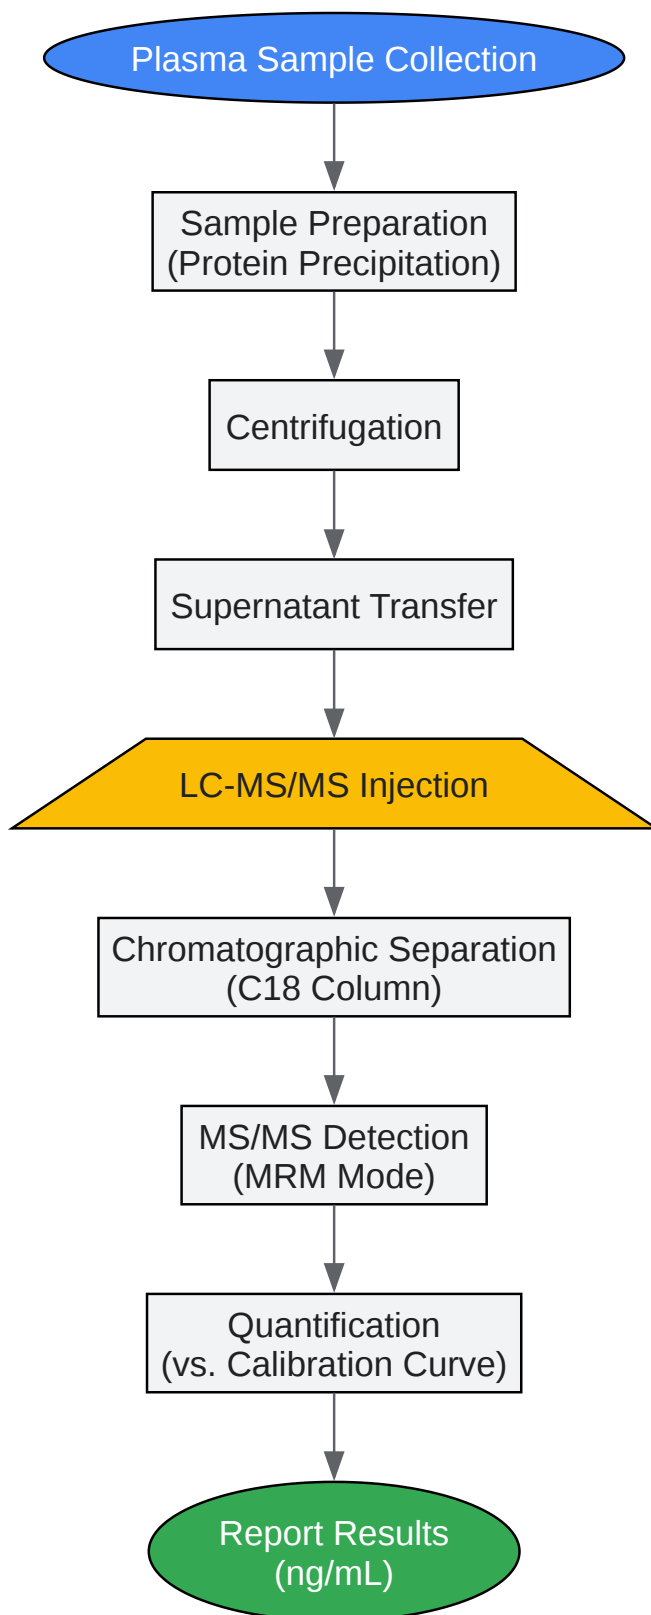 Plasma Sample Collection
Sample Preparation
(Protein Precipitation)
Centrifugation
Supernatant Transfer
LC-MS/MS Injection
Chromatographic Separation
(C18 Column)
MS/MS Detection
(MRM Mode)
Quantification
(vs. Calibration Curve)
Report Results
(ng/mL)